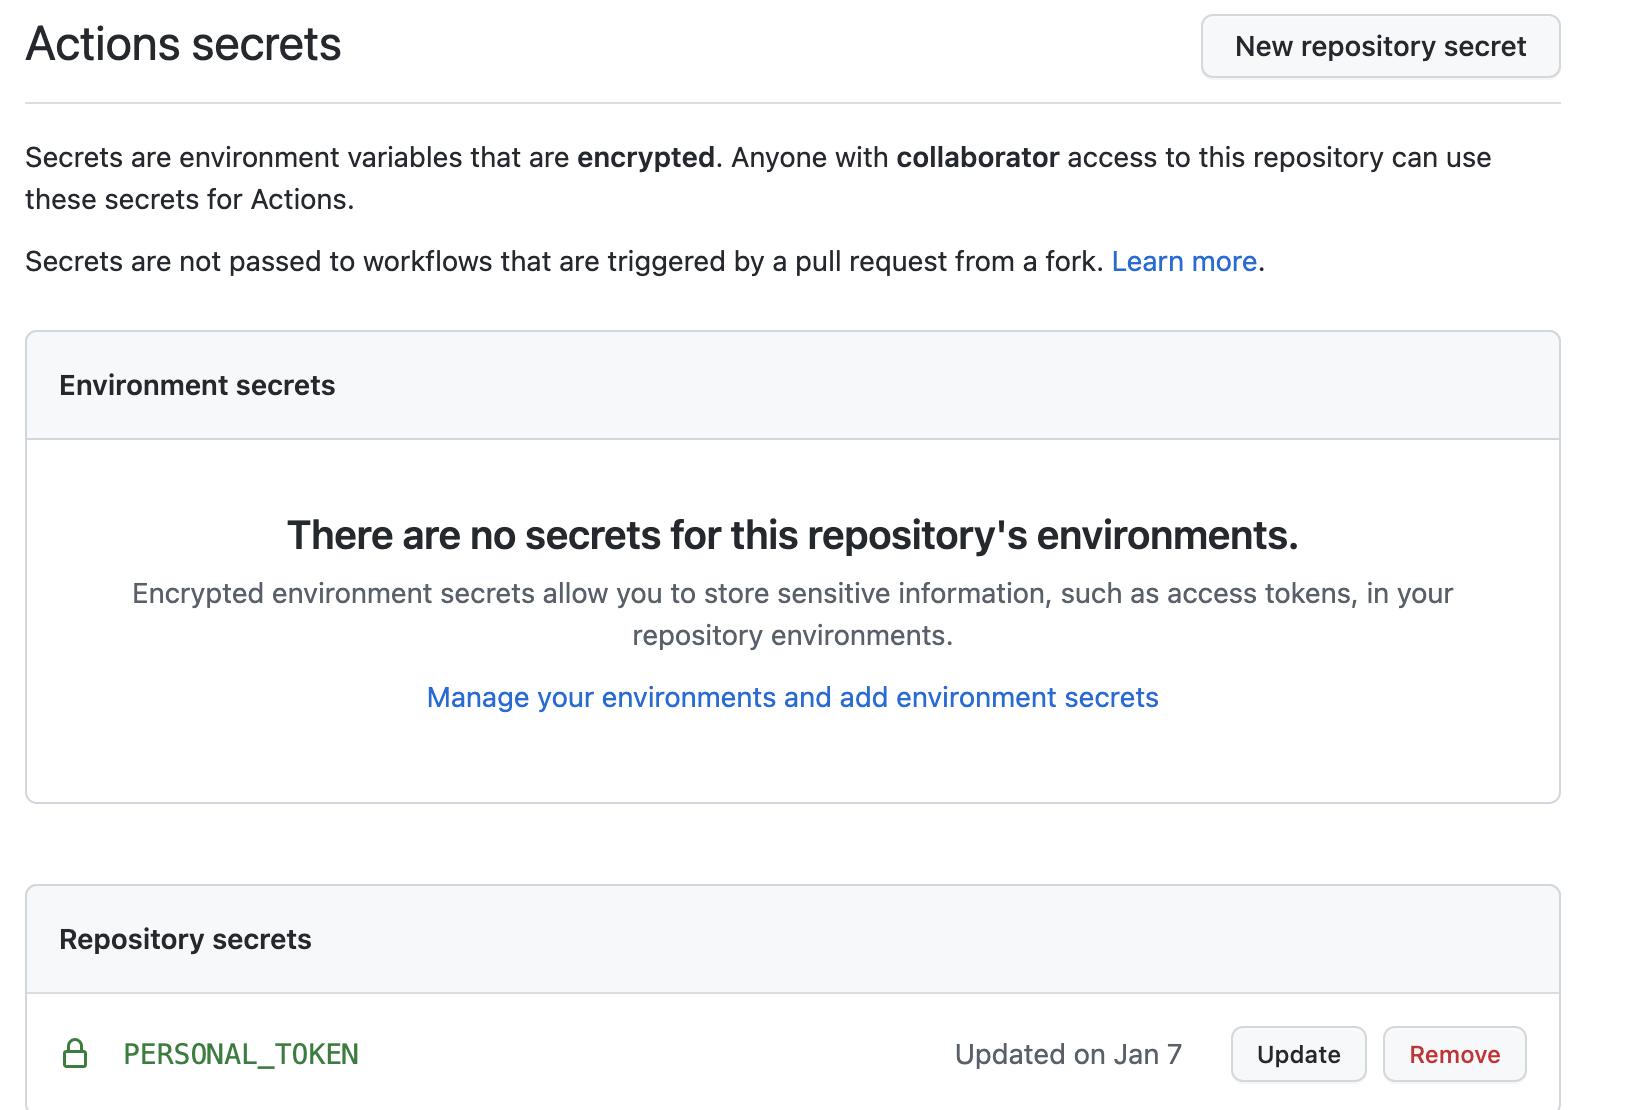 Actions secrets
New repository secret
Secrets are environment variables that are encrypted. Anyone with collaborator access to this repository can use
these secrets for Actions.
Secrets are not passed to workflows that are triggered by a pull request from a fork. Learn more.
Environment secrets
There are no secrets for this repository's environments.
Encrypted environment secrets allow you to store sensitive information, such as access tokens, in your
repository environments.
Manage your environments and add environment secrets
Repository secrets
PERSONAL_TOKEN
Updated on Jan 7
Update
Remove